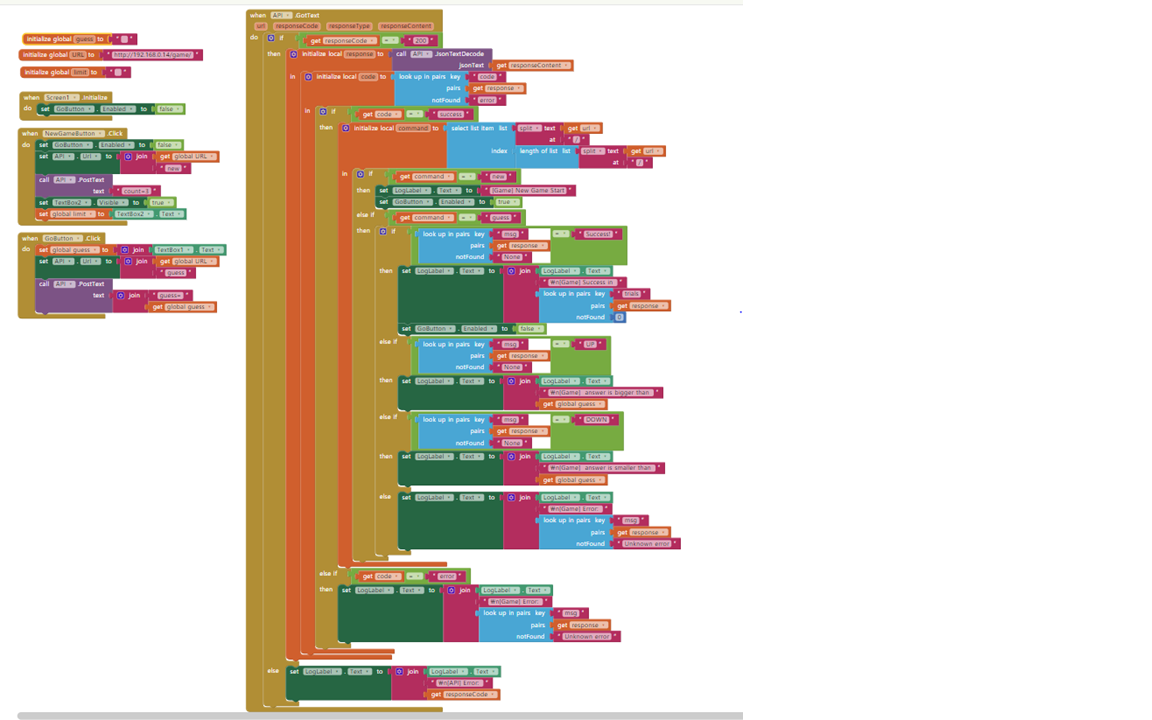 initialize global guess to " "
initialize global URL to " http://192.168.0.14/game/ "
initialize global limit to " "
when Screen1 .Initialize
do set GoButton . Enabled to false
when NewGameButton .Click
do set GoButton . Enabled to false
set API . Url to join get global URL
" new "
call API .PostText
text " count=3 "
set TextBox2 . Visible to true
set global limit to TextBox2 . Text
when GoButton .Click
do set global guess to join TextBox1 . Text
set API . Url to join get global URL
" guess "
call API .PostText
text join " guess= "
get global guess
when API .GotText
url responseCode responseType responseContent
do if get responseCode = " 200 "
then initialize local response to call API .JsonTextDecode
jsonText get responseContent
in initialize local code to look up in pairs key " code "
pairs get response
notFound " error "
in if get code = " success "
then initialize local command to select list item list split text get url
at " / "
index length of list list split text get url
at " / "
in if get command = " new "
then set LogLabel . Text to " [Game] New Game Start "
set GoButton . Enabled to true
else if get command = " guess "
then if look up in pairs key " msg " = " Success! "
pairs get response
notFound " None "
then set LogLabel . Text to join LogLabel . Text
" ₩n[Game] Success in "
look up in pairs key " trials "
pairs get response
notFound 0
set GoButton . Enabled to false
else if look up in pairs key " msg " = " UP "
pairs get response
notFound " None "
then set LogLabel . Text to join LogLabel . Text
" ₩n[Game] answer is bigger than "
get global guess
else if look up in pairs key " msg " = " DOWN "
pairs get response
notFound " None "
then set LogLabel . Text to join LogLabel . Text
" ₩n[Game] answer is smaller than "
get global guess
else set LogLabel . Text to join LogLabel . Text
" ₩n[Game] Error: "
look up in pairs key " msg "
pairs get response
notFound " Unknown error "
else if get code = " error "
then set LogLabel . Text to join LogLabel . Text
" ₩n[Game] Error: "
look up in pairs key " msg "
pairs get response
notFound " Unknown error "
else set LogLabel . Text to join LogLabel . Text
" ₩n[API] Error: "
get responseCode